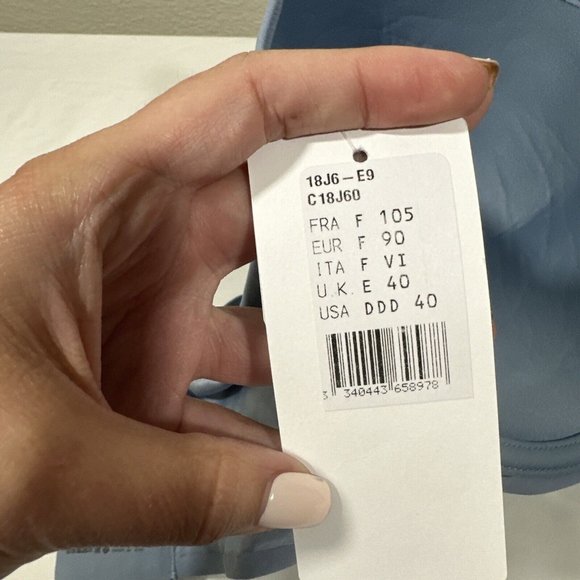 18J6-E9
C18J60
FRA F 105
EUR F 90
ITA F VI
U.K. E 40
USA DDD 40
3 340443 658978